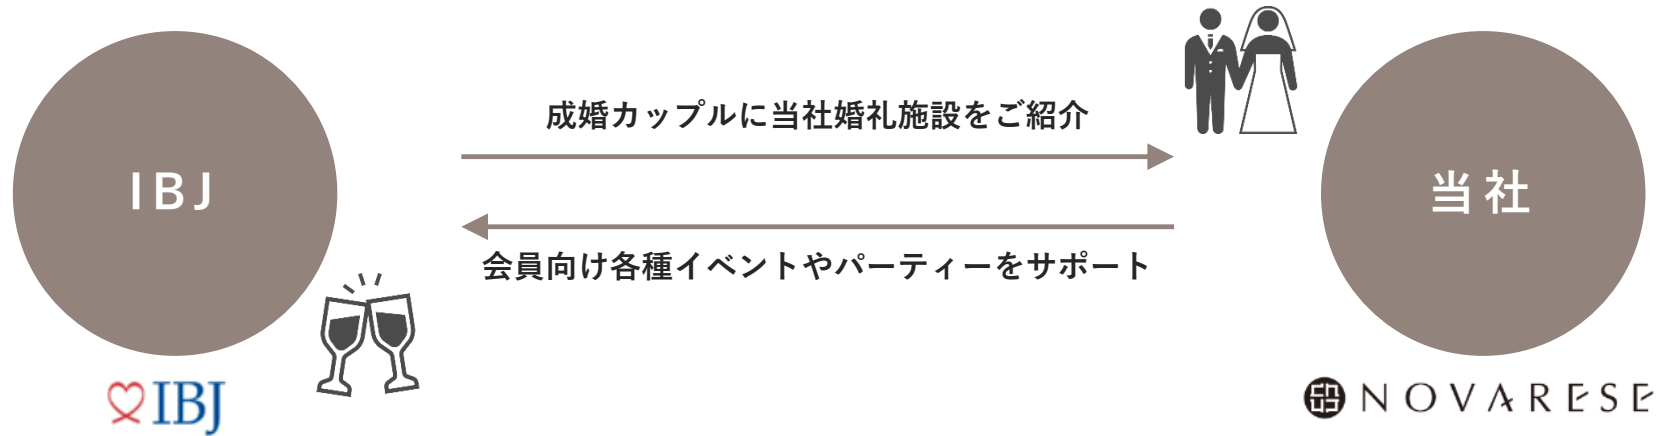 成婚カップルに当社婚礼施設をご紹介
IBJ
当社
会員向け各種イベントやパーティーをサポート
IBJ
NOVARESE